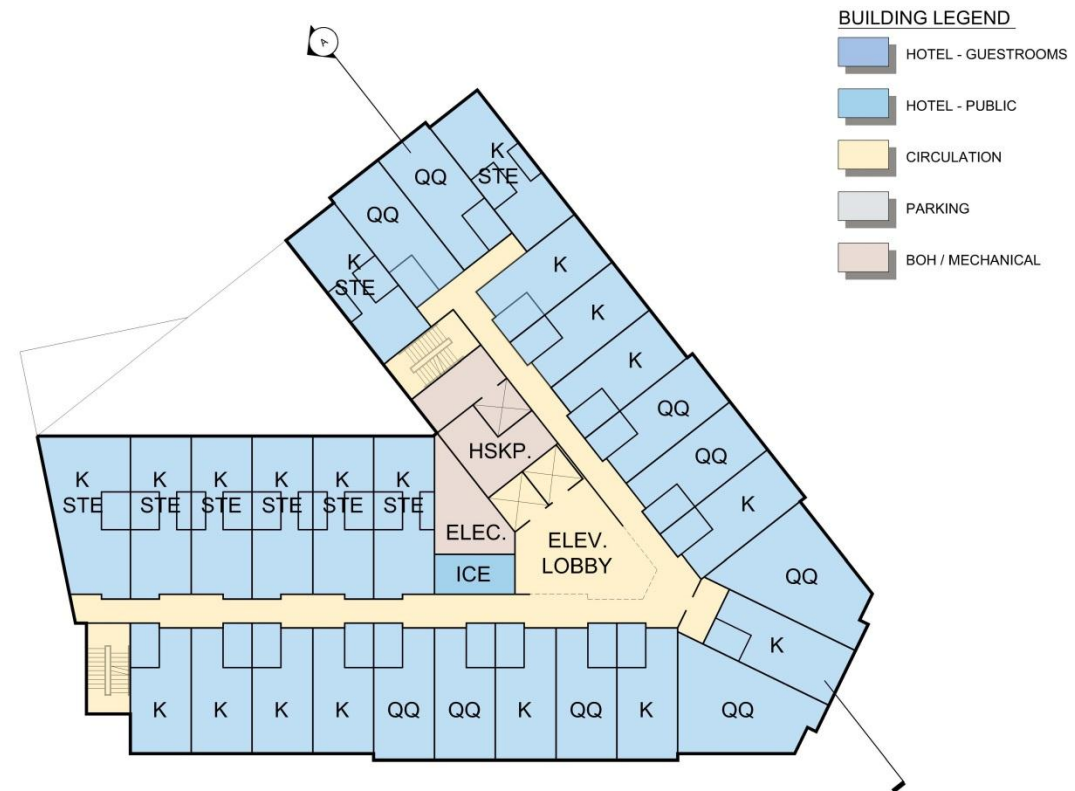 BUILDING LEGEND
HOTEL - GUESTROOMS
HOTEL - PUBLIC
CIRCULATION
PARKING
BOH / MECHANICAL
A
K
STE
QQ
QQ
K
STE
K
K
K
QQ
QQ
K
QQ
K
QQ
HSKP.
ELEC.
ELEV.
LOBBY
ICE
K
STE
K
STE
K
STE
K
STE
K
STE
K
STE
K
K
K
K
QQ
QQ
K
QQ
K